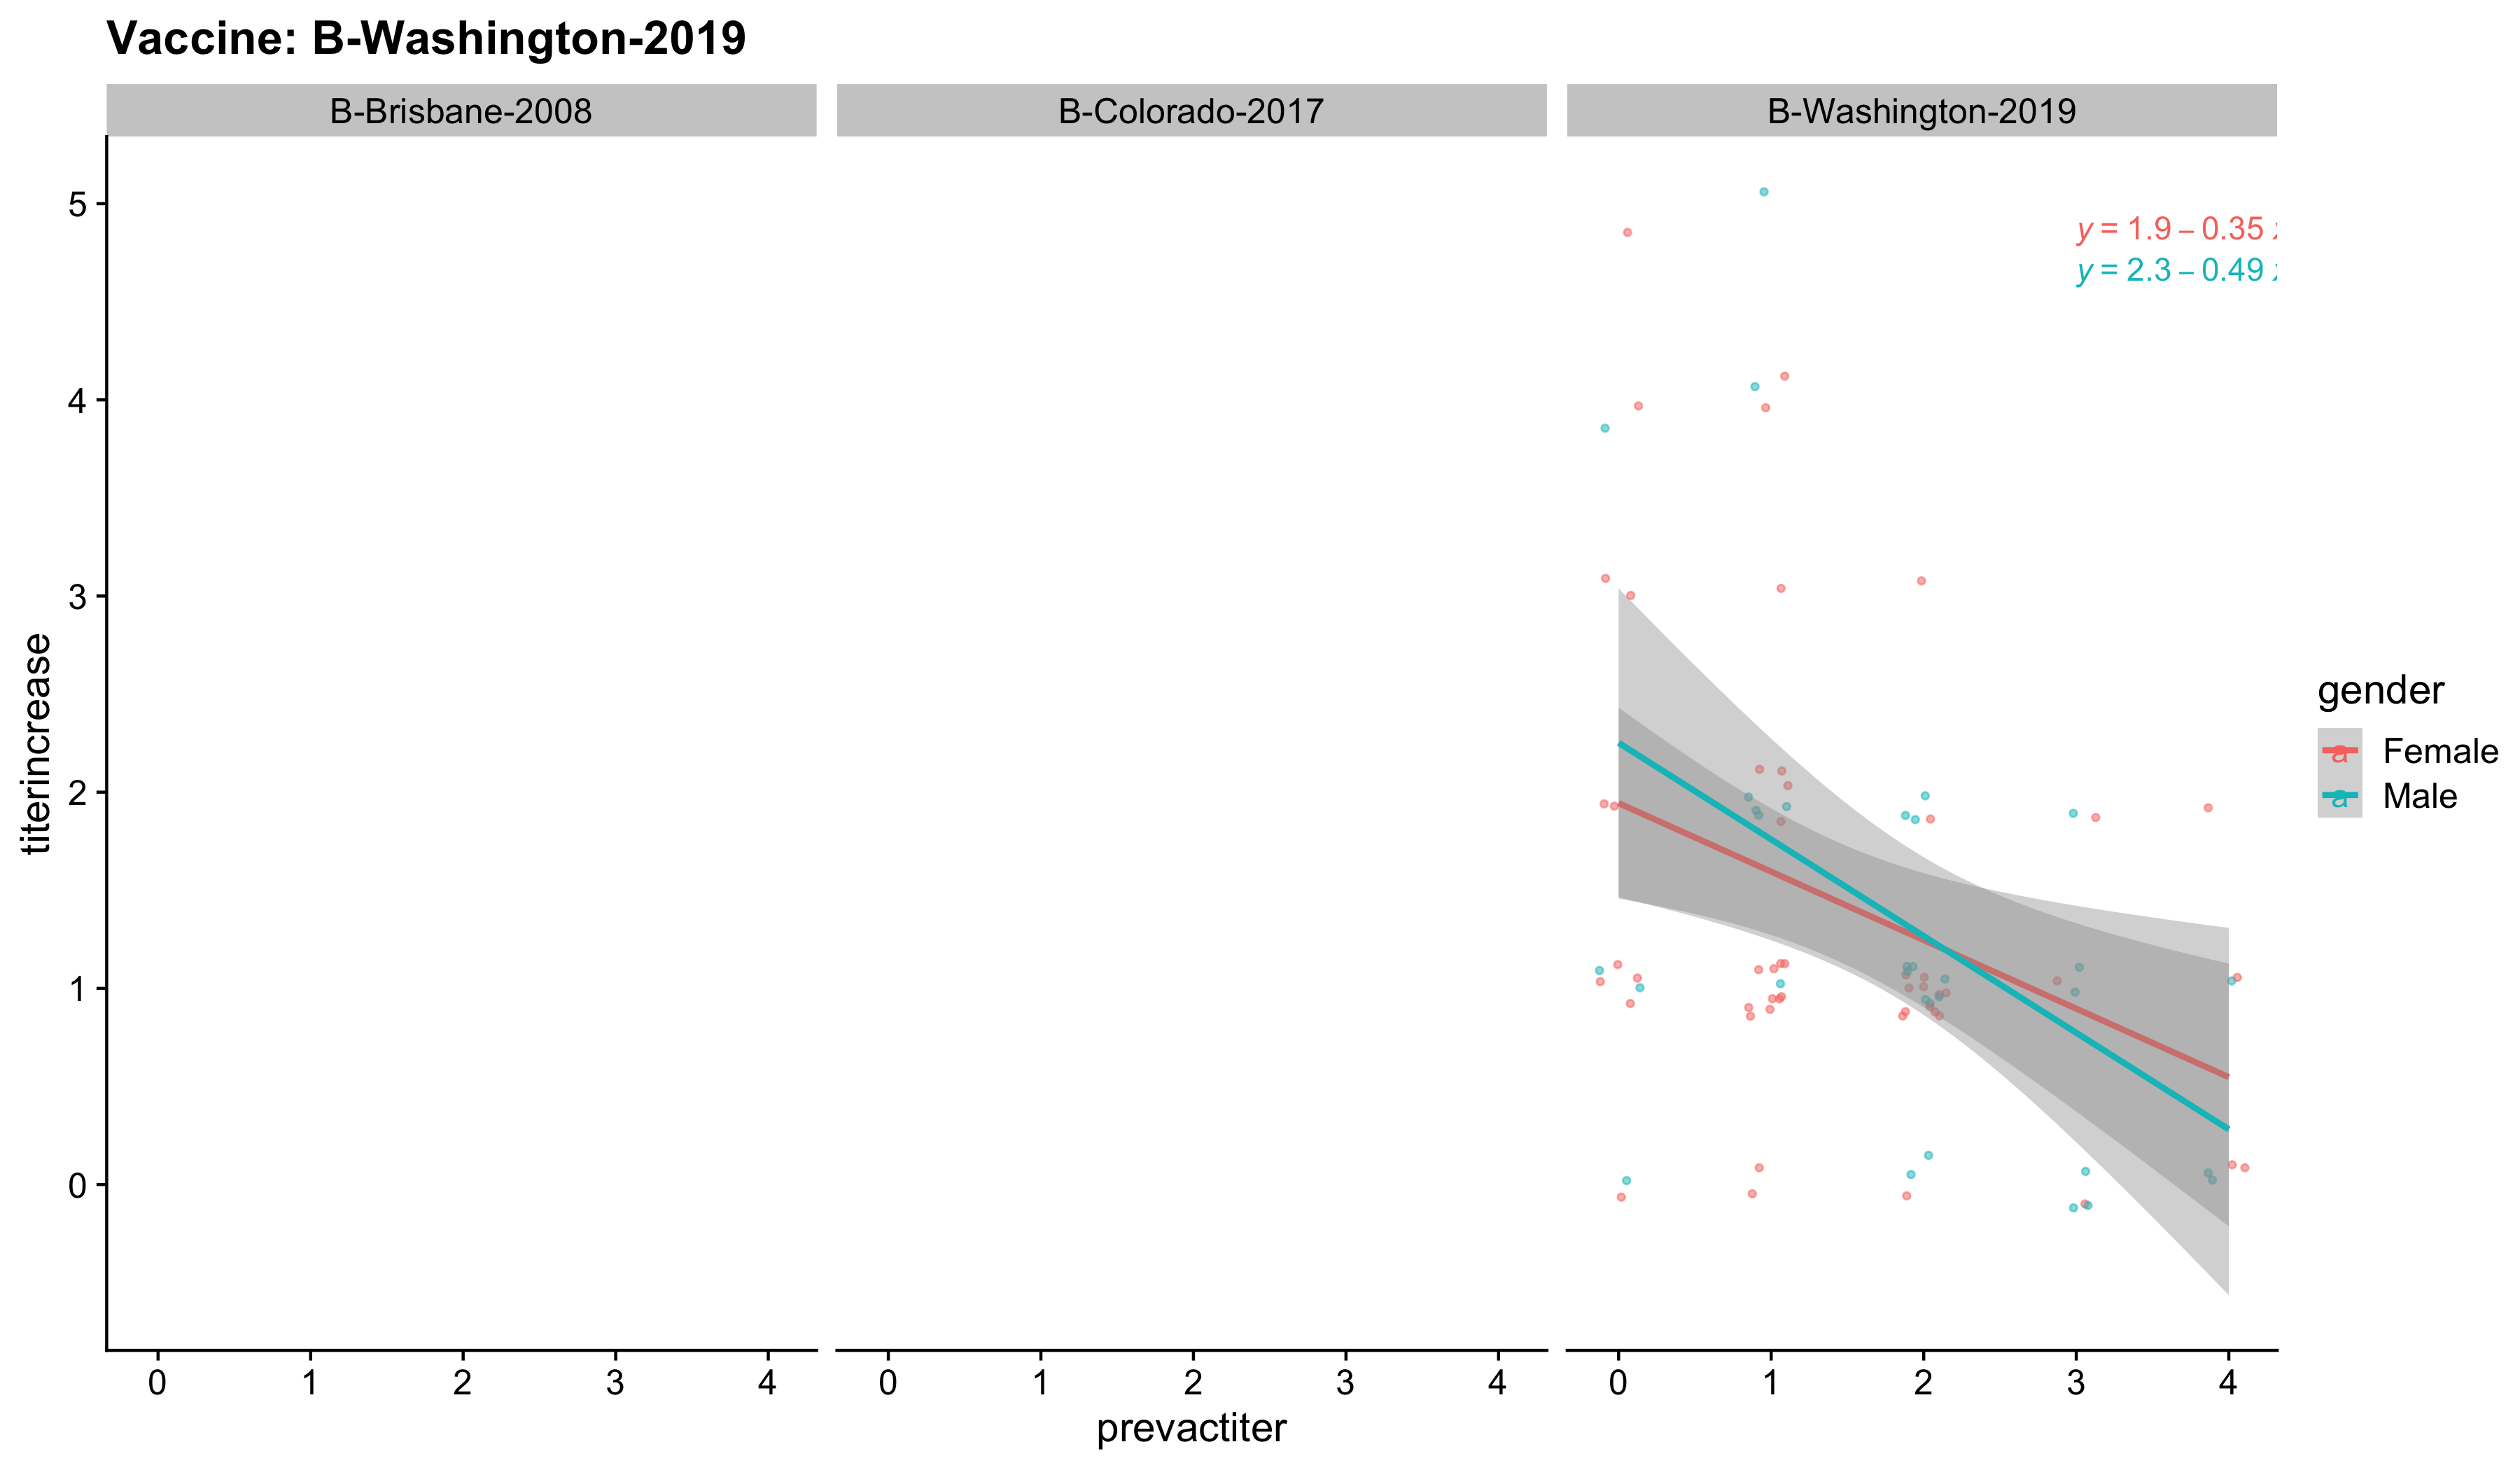 Vaccine: B-Washington-2019
B-Brisbane-2008
B-Colorado-2017
B-Washington-2019
y = 1.9 – 0.35
y = 2.3 – 0.49
5
4
3
2
1
0
titerincrease
0 1 2 3 4
0 1 2 3 4
0 1 2 3 4
prevactiter
gender
a Female
a Male